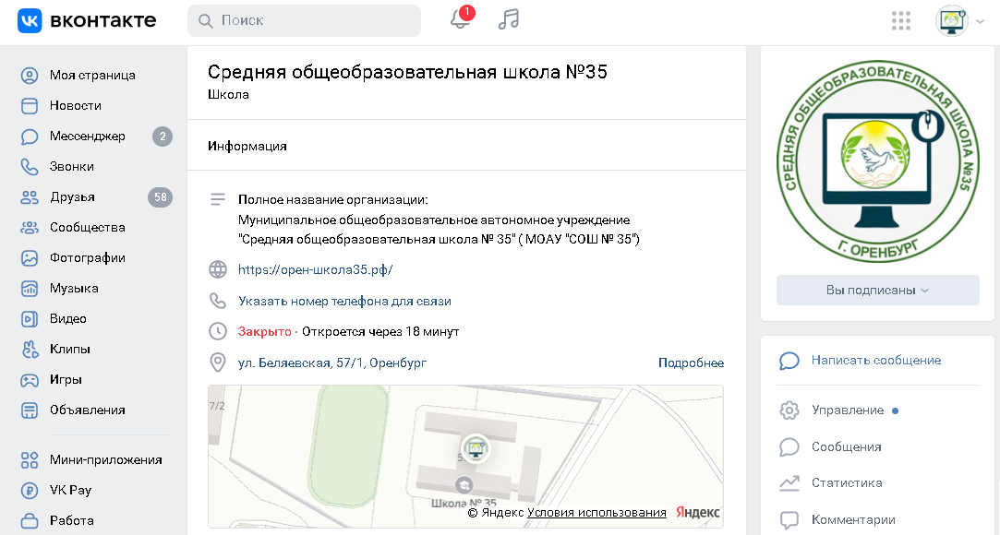 вконтакте
Поиск
1
Моя страница
Новости
Мессенджер 2
Звонки
Друзья 58
Сообщества
Фотографии
Музыка
Видео
Клипы
Игры
Объявления
Мини-приложения
VK Pay
Работа
Средняя общеобразовательная школа №35
Школа
Информация
Полное название организации:
Муниципальное общеобразовательное автономное учреждение
"Средняя общеобразовательная школа № 35" ( МОАУ "СОШ № 35")
https://орен-школа35.рф/
Указать номер телефона для связи
Закрыто · Откроется через 18 минут
ул. Беляевская, 57/1, Оренбург Подробнее
7/2
Школа № 35
© Яндекс Условия использования Яндекс
СРЕДНЯЯ ОБЩЕОБРАЗОВАТЕЛЬНАЯ ШКОЛА №35
Г. ОРЕНБУРГ
Вы подписаны
Написать сообщение
Управление
Сообщения
Статистика
Комментарии